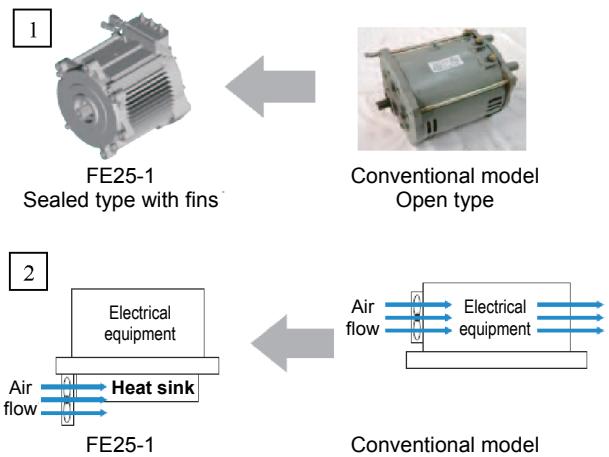 1
FE25-1
Sealed type with fins
Conventional model
Open type
2
Electrical
equipment
Air
flow
Heat sink
FE25-1
Air
flow
Electrical
equipment
Conventional model